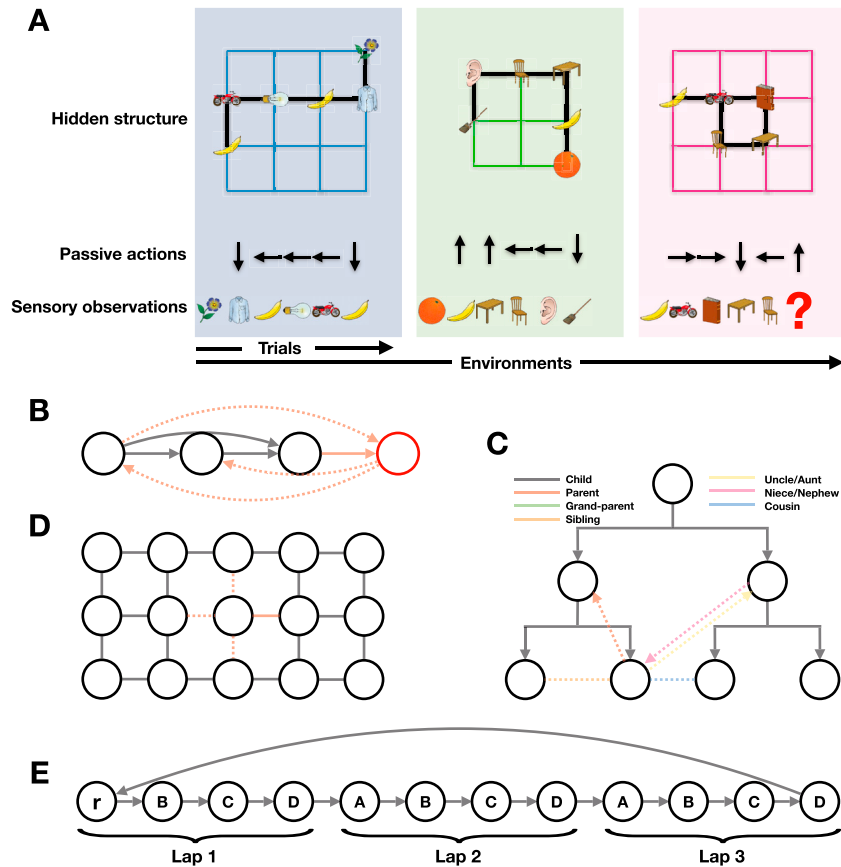 A
Hidden structure
Passive actions
Sensory observations
?
Trials
Environments
B
C
Child
Parent
Grand-parent
Sibling
Uncle/Aunt
Niece/Nephew
Cousin
D
E
r B C D A B C D A B C D
Lap 1 Lap 2 Lap 3